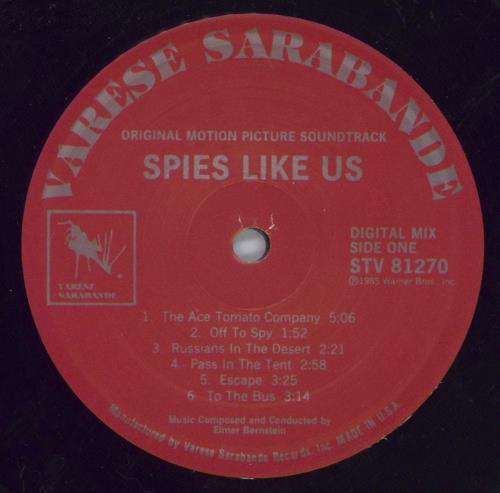 VARESE SARABANDE
ORIGINAL MOTION PICTURE SOUNDTRACK
SPIES LIKE US
DIGITAL MIX
SIDE ONE
STV 81270
℗1985 Warner Bros., Inc.
VARÈSE
SARABANDE
1. The Ace Tomato Company 5:06
2. Off To Spy 1:52
3. Russians In The Desert 2:21
4. Pass In The Tent 2:58
5. Escape 3:25
6. To The Bus 3:14
Music Composed and Conducted by
Elmer Bernstein
Manufactured by Varese Sarabande Records, Inc. MADE IN U.S.A.